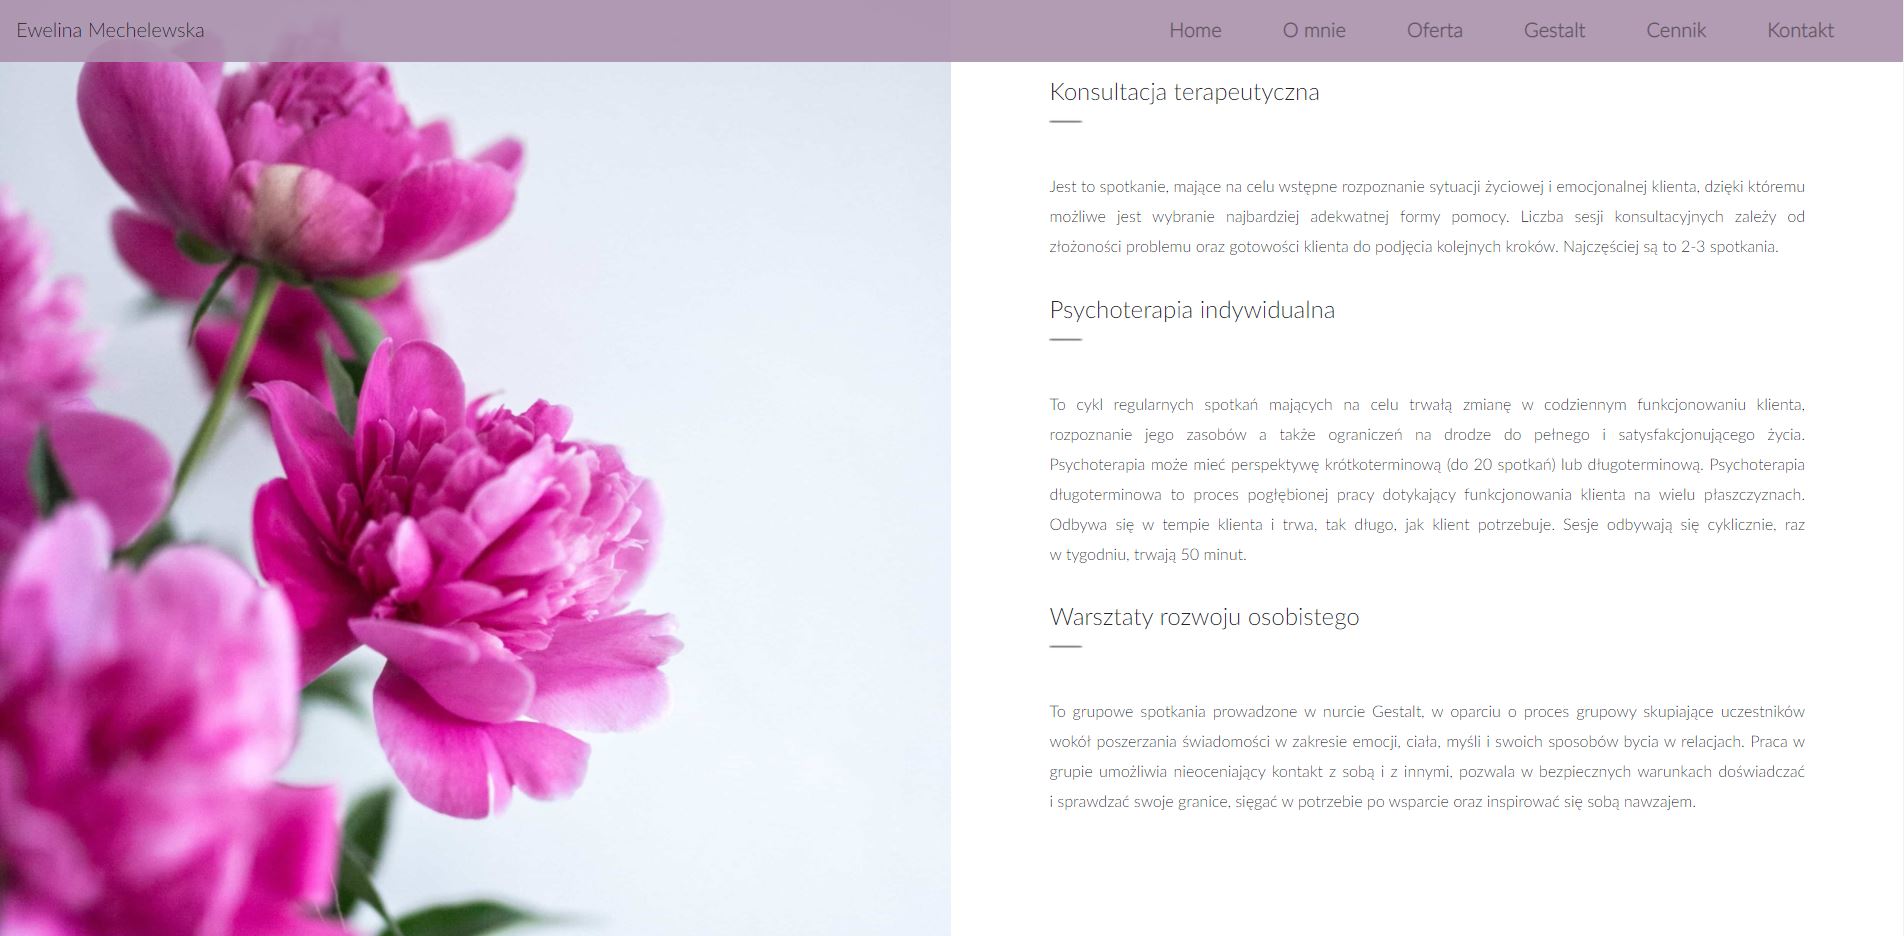 Ewelina Mechelewska
Home
O mnie
Oferta
Gestalt
Cennik
Kontakt
Konsultacja terapeutyczna
Jest to spotkanie, mające na celu wstępne rozpoznanie sytuacji życiowej i emocjonalnej klienta, dzięki któremu
możliwe jest wybranie najbardziej adekwatnej formy pomocy. Liczba sesji konsultacyjnych zależy od
złożoności problemu oraz gotowości klienta do podjęcia kolejnych kroków. Najczęściej są to 2-3 spotkania.
Psychoterapia indywidualna
To cykl regularnych spotkań mających na celu trwałą zmianę w codziennym funkcjonowaniu klienta,
rozpoznanie jego zasobów a także ograniczeń na drodze do pełnego i satysfakcjonującego życia.
Psychoterapia może mieć perspektywę krótkoterminową (do 20 spotkań) lub długoterminową. Psychoterapia
długoterminowa to proces pogłębionej pracy dotykający funkcjonowania klienta na wielu płaszczyznach.
Odbywa się w tempie klienta i trwa, tak długo, jak klient potrzebuje. Sesje odbywają się cyklicznie, raz
w tygodniu, trwają 50 minut.
Warsztaty rozwoju osobistego
To grupowe spotkania prowadzone w nurcie Gestalt, w oparciu o proces grupowy skupiające uczestników
wokół poszerzania świadomości w zakresie emocji, ciała, myśli i swoich sposobów bycia w relacjach. Praca w
grupie umożliwia nieoceniający kontakt z sobą i z innymi, pozwala w bezpiecznych warunkach doświadczać
i sprawdzać swoje granice, sięgać w potrzebie po wsparcie oraz inspirować się sobą nawzajem.